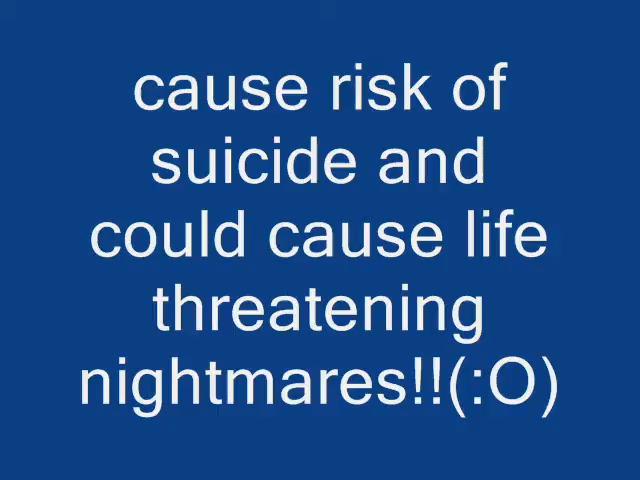 cause risk of
suicide and
could cause life
threatening
nightmares!!(:O)